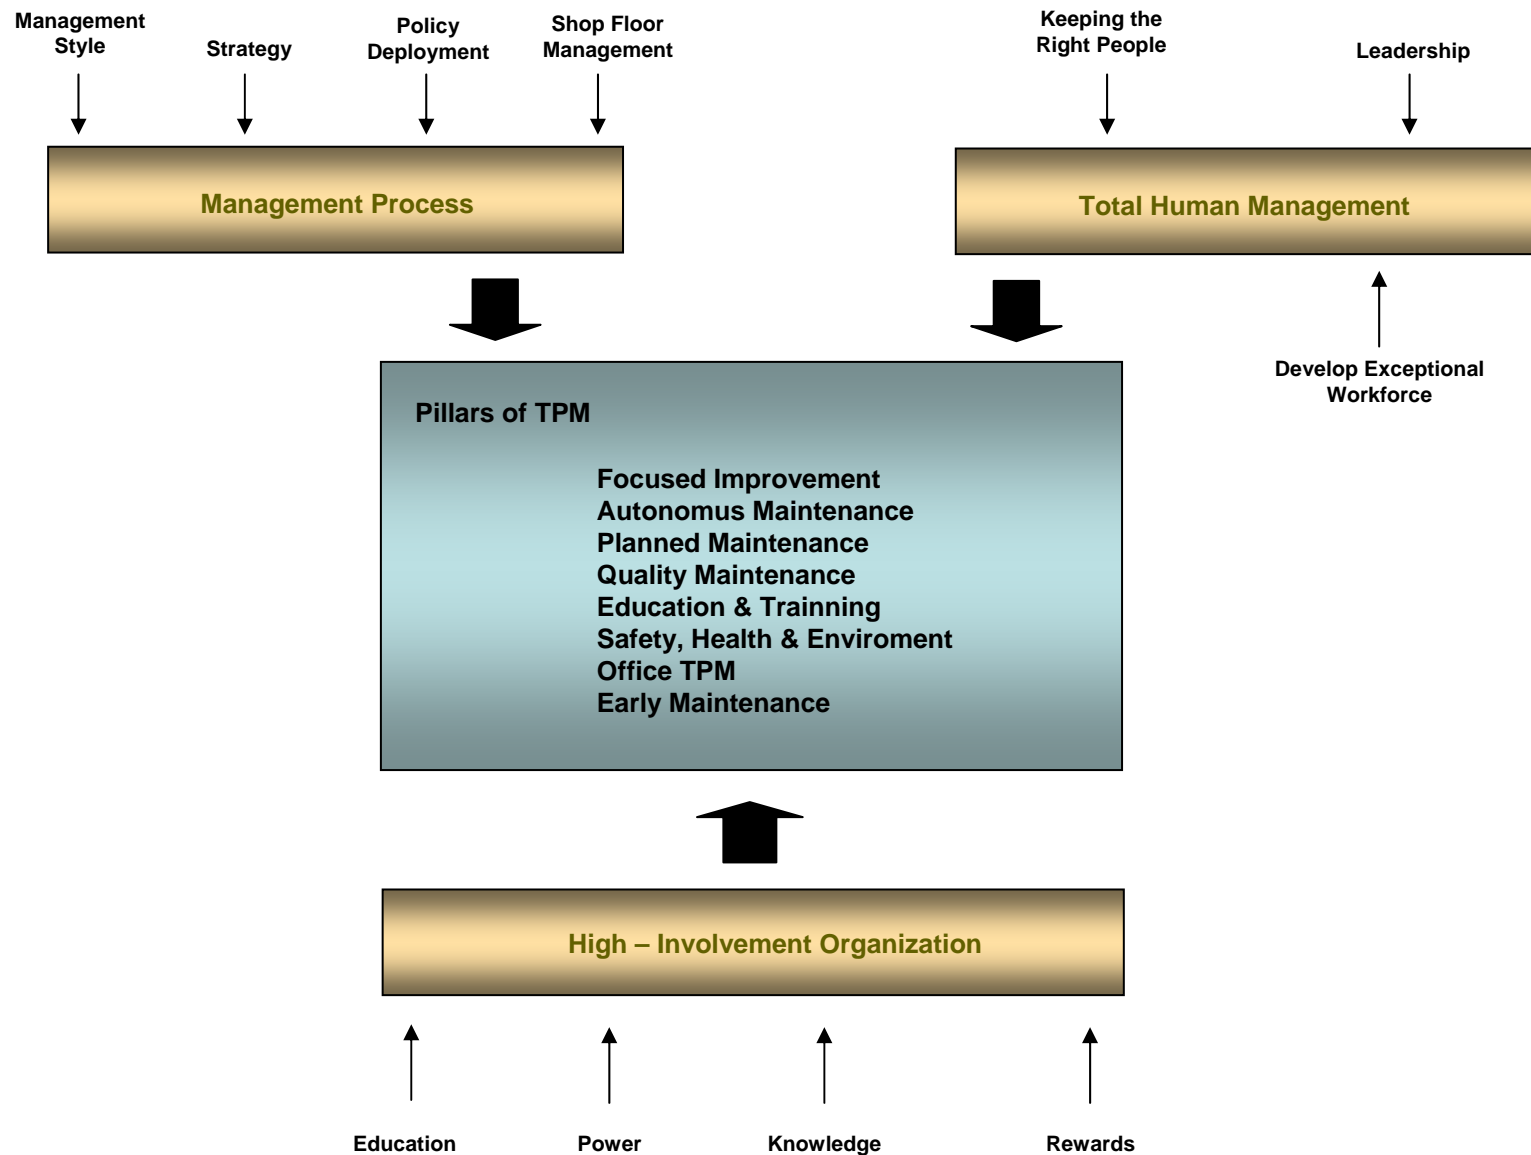 Management
Style
Strategy
Policy
Deployment
Shop Floor
Management
Keeping the
Right People
Leadership
Management Process
Total Human Management
Develop Exceptional
Workforce
Pillars of TPM
Focused Improvement
Autonomus Maintenance
Planned Maintenance
Quality Maintenance
Education & Trainning
Safety, Health & Enviroment
Office TPM
Early Maintenance
High – Involvement Organization
Education
Power
Knowledge
Rewards